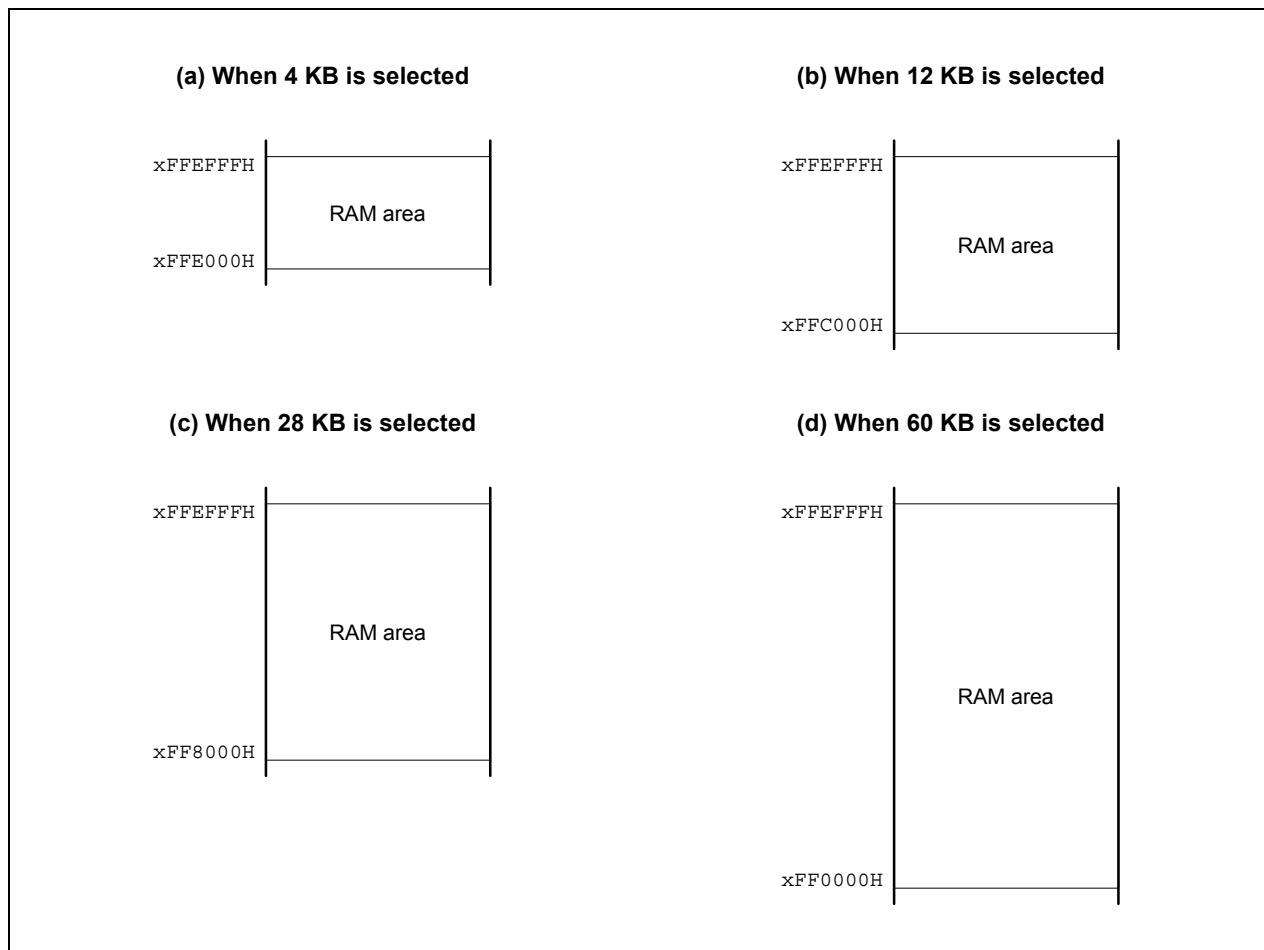 (a) When 4 KB is selected
xFFEFFFH
RAM area
xFFE000H
(b) When 12 KB is selected
xFFEFFFH
RAM area
xFFC000H
(c) When 28 KB is selected
xFFEFFFH
RAM area
xFF8000H
(d) When 60 KB is selected
xFFEFFFH
RAM area
xFF0000H